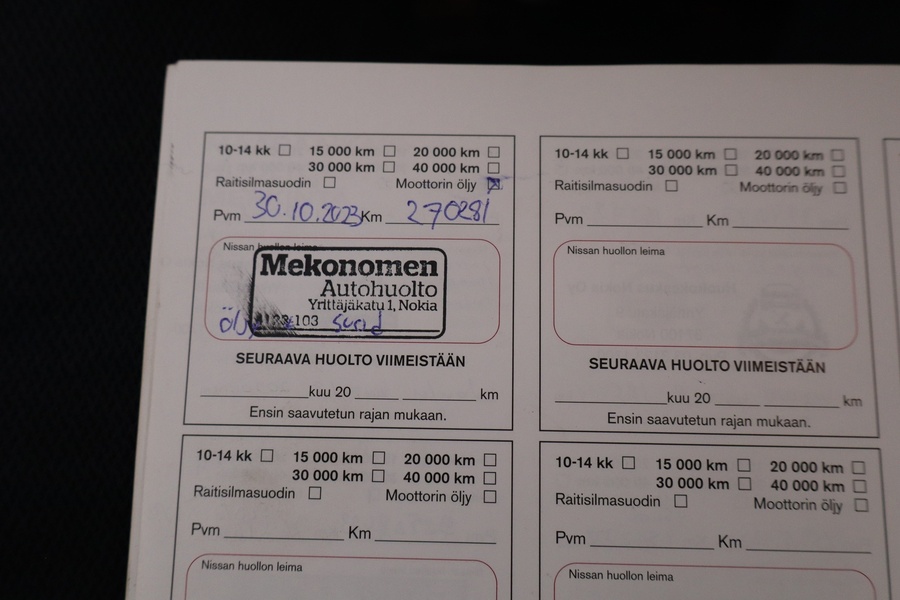 10-14 kk 15 000 km 20 000 km
30 000 km 40 000 km
Raitisilmasuodin Moottorin öljy
Pvm 30.10.2023 Km 270281
Nissan huollon leima
Mekonomen
Autohuolto
Yrittäjäkatu 1, Nokia
103
SEURAAVA HUOLTO VIIMEISTÄÄN
kuu 20 km
Ensin saavutetun rajan mukaan.
10-14 kk 15 000 km 20 000 km
30 000 km 40 000 km
Raitisilmasuodin Moottorin öljy
Pvm Km
Nissan huollon leima
SEURAAVA HUOLTO VIIMEISTÄÄN
kuu 20 km
Ensin saavutetun rajan mukaan.
10-14 kk 15 000 km 20 000 km
30 000 km 40 000 km
Raitisilmasuodin Moottorin öljy
Pvm Km
Nissan huollon leima
10-14 kk 15 000 km 20 000 km
30 000 km 40 000 km
Raitisilmasuodin Moottorin öljy
Pvm Km
Nissan huollon leima